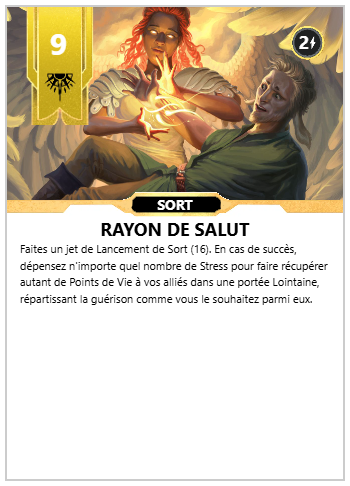 9
2
SORT
RAYON DE SALUT
Faites un jet de Lancement de Sort (16). En cas de succès,
dépensez n'importe quel nombre de Stress pour faire récupérer
autant de Points de Vie à vos alliés dans une portée Lointaine,
répartissant la guérison comme vous le souhaitez parmi eux.